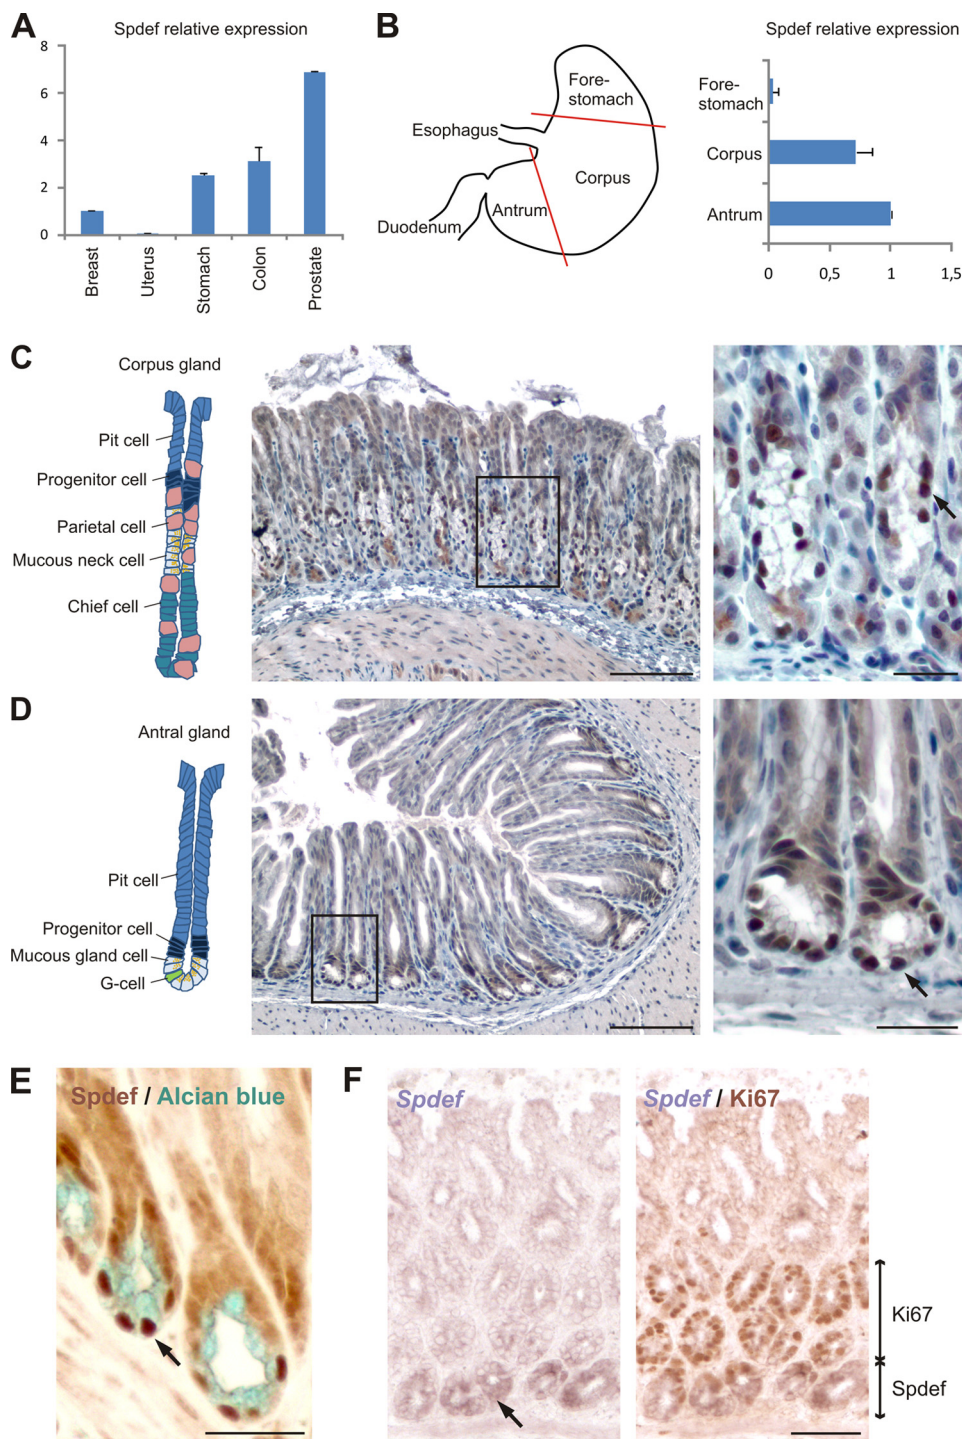 A
Spdef relative expression
8
6
4
2
0
Breast
Uterus
Stomach
Colon
Prostate
B
Fore-
stomach
Esophagus
Corpus
Antrum
Duodenum
Spdef relative expression
Fore-
stomach
Corpus
Antrum
0
0,5
1
1,5
C
Corpus gland
Pit cell
Progenitor cell
Parietal cell
Mucous neck cell
Chief cell
D
Antral gland
Pit cell
Progenitor cell
Mucous gland cell
G-cell
E
Spdef / Alcian blue
F
Spdef
Spdef / Ki67
Ki67
Spdef